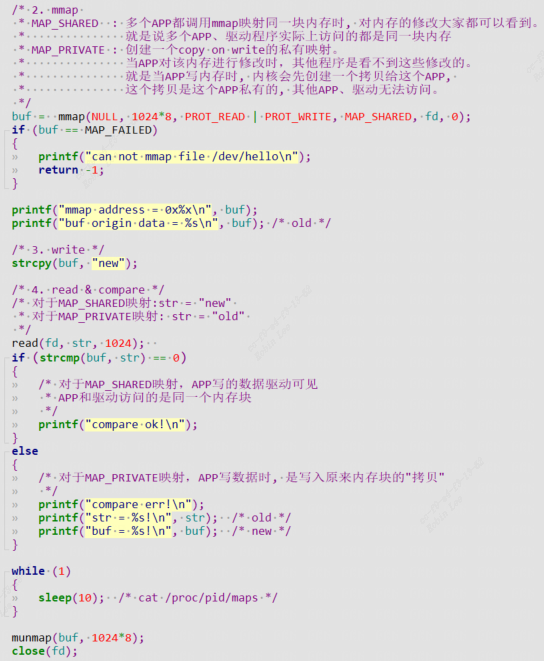 /* 2. mmap
 * MAP_SHARED  : 多个APP都调用mmap映射同一块内存时, 对内存的修改大家都可以看到。
 *               就是说多个APP、驱动程序实际上访问的都是同一块内存
 * MAP_PRIVATE : 创建一个copy on write的私有映射。
 *               当APP对该内存进行修改时，其他程序是看不到这些修改的。
 *               就是当APP写内存时, 内核会先创建一个拷贝给这个APP,
 *               这个拷贝是这个APP私有的, 其他APP、驱动无法访问。
 */
buf =  mmap(NULL, 1024*8, PROT_READ | PROT_WRITE, MAP_SHARED, fd, 0);
if (buf == MAP_FAILED)
{
    printf("can not mmap file /dev/hello\n");
    return -1;
}
printf("mmap address = 0x%x\n", buf);
printf("buf origin data = %s\n", buf); /* old */
/* 3. write */
strcpy(buf, "new");
/* 4. read & compare */
/* 对于MAP_SHARED映射:str = "new"
 * 对于MAP_PRIVATE映射: str = "old"
 */
read(fd, str, 1024);
if (strcmp(buf, str) == 0)
{
    /* 对于MAP_SHARED映射，APP写的数据驱动可见
     * APP和驱动访问的是同一个内存块
     */
    printf("compare ok!\n");
}
else
{
    /* 对于MAP_PRIVATE映射，APP写数据时, 是写入原来内存块的"拷贝"
     */
    printf("compare err!\n");
    printf("str = %s!\n", str);  /* old */
    printf("buf = %s!\n", buf);  /* new */
}
while (1)
{
    sleep(10);  /* cat /proc/pid/maps */
}
munmap(buf, 1024*8);
close(fd);